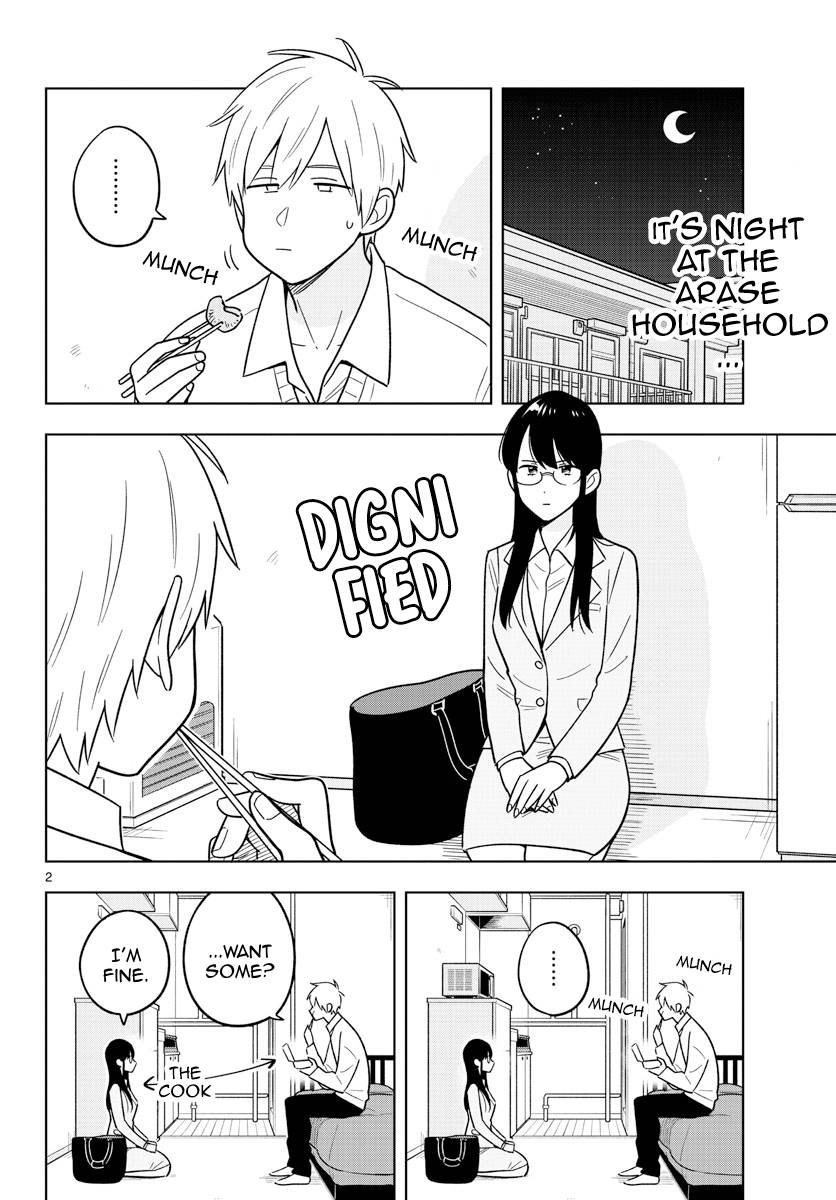 IT'S NIGHT
AT THE
ARASE
HOUSEHOLD
...
........
MUNCH
MUNCH
DIGNI
FIED
2
MUNCH
........
MUNCH
...WANT
SOME?
I'M
FINE.
THE
COOK